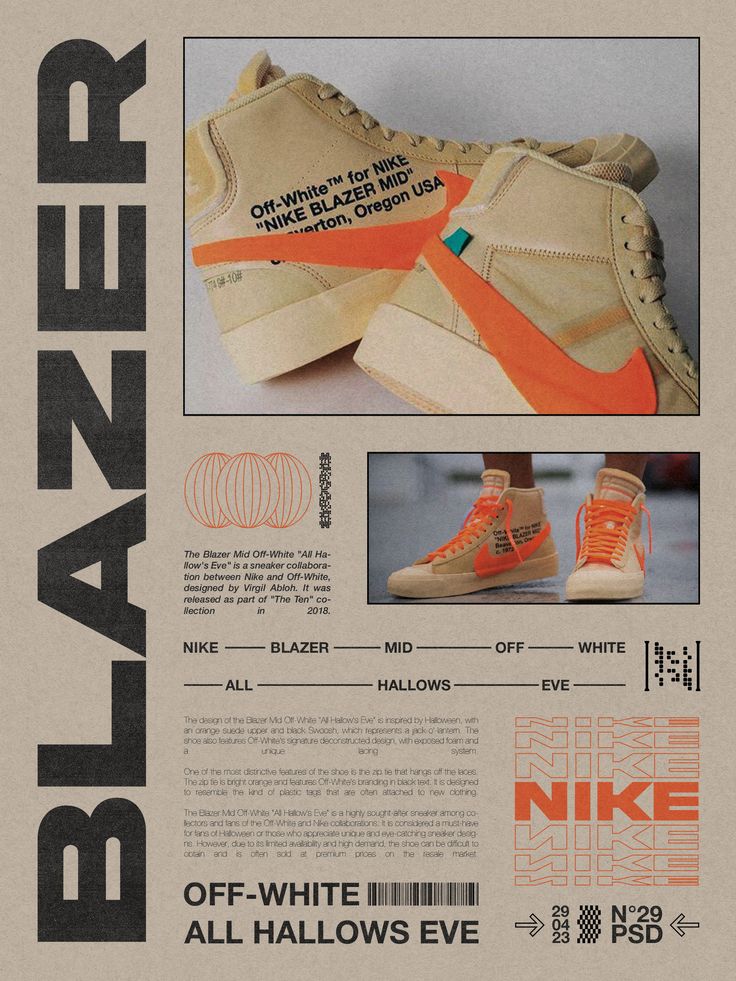 BLAZER
Off-White™ for NIKE
"NIKE BLAZER MID"
Beaverton, Oregon USA
Off-White™ for NIKE
"NIKE BLAZER MID"
c. 1972
The Blazer Mid Off-White "All Ha-
llow's Eve" is a sneaker collabora-
tion between Nike and Off-White,
designed by Virgil Abloh. It was
released as part of "The Ten" co-
llection in 2018.
NIKE BLAZER MID OFF WHITE
ALL HALLOWS EVE
The design of the Blazer Mid Off-White "All Hallow's Eve" is inspired by Halloween, with
an orange suede upper and black Swoosh, which represents a jack-o'-lantern. The
shoe also features Off-White's signature deconstructed design, with exposed foam and
a unique lacing system.
One of the most distinctive features of the shoe is the zip tie that hangs off the laces.
The zip tie is bright orange and features Off-White's branding in black text. It is designed
to resemble the kind of plastic tags that are often attached to new clothing.
The Blazer Mid Off-White "All Hallow's Eve" is a highly sought-after sneaker among co-
llectors and fans of the Off-White and Nike collaborations. It is considered a must-have
for fans of Halloween or those who appreciate unique and eye-catching sneaker desig-
ns. However, due to its limited availability and high demand, the shoe can be difficult to
obtain and is often sold at premium prices on the resale market.
NIKE
NIKE
NIKE
NIKE
NIKE
NIKE
OFF-WHITE
ALL HALLOWS EVE
29
04
23
N°29
PSD